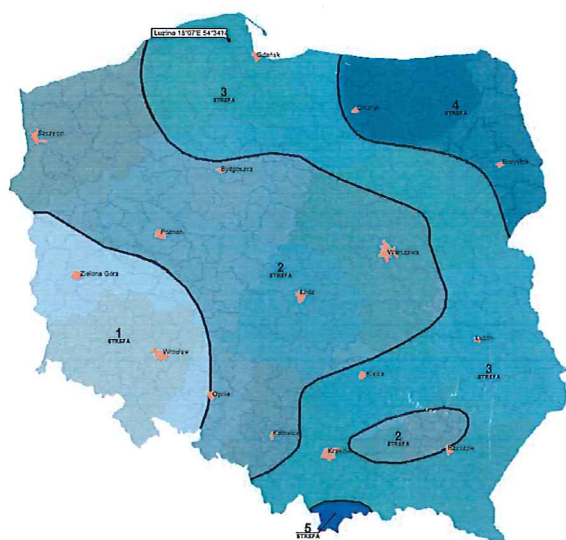 Luzino 18°07'E 54°34'N
Gdańsk
3
STREFA
4
STREFA
Olsztyn
Szczecin
Białystok
Bydgoszcz
Poznań
Warszawa
Zielona Góra
2
STREFA
Łódź
1
STREFA
Wrocław
Lublin
3
STREFA
Kielce
Opole
2
STREFA
Katowice
Kraków
Rzeszów
5
STREFA